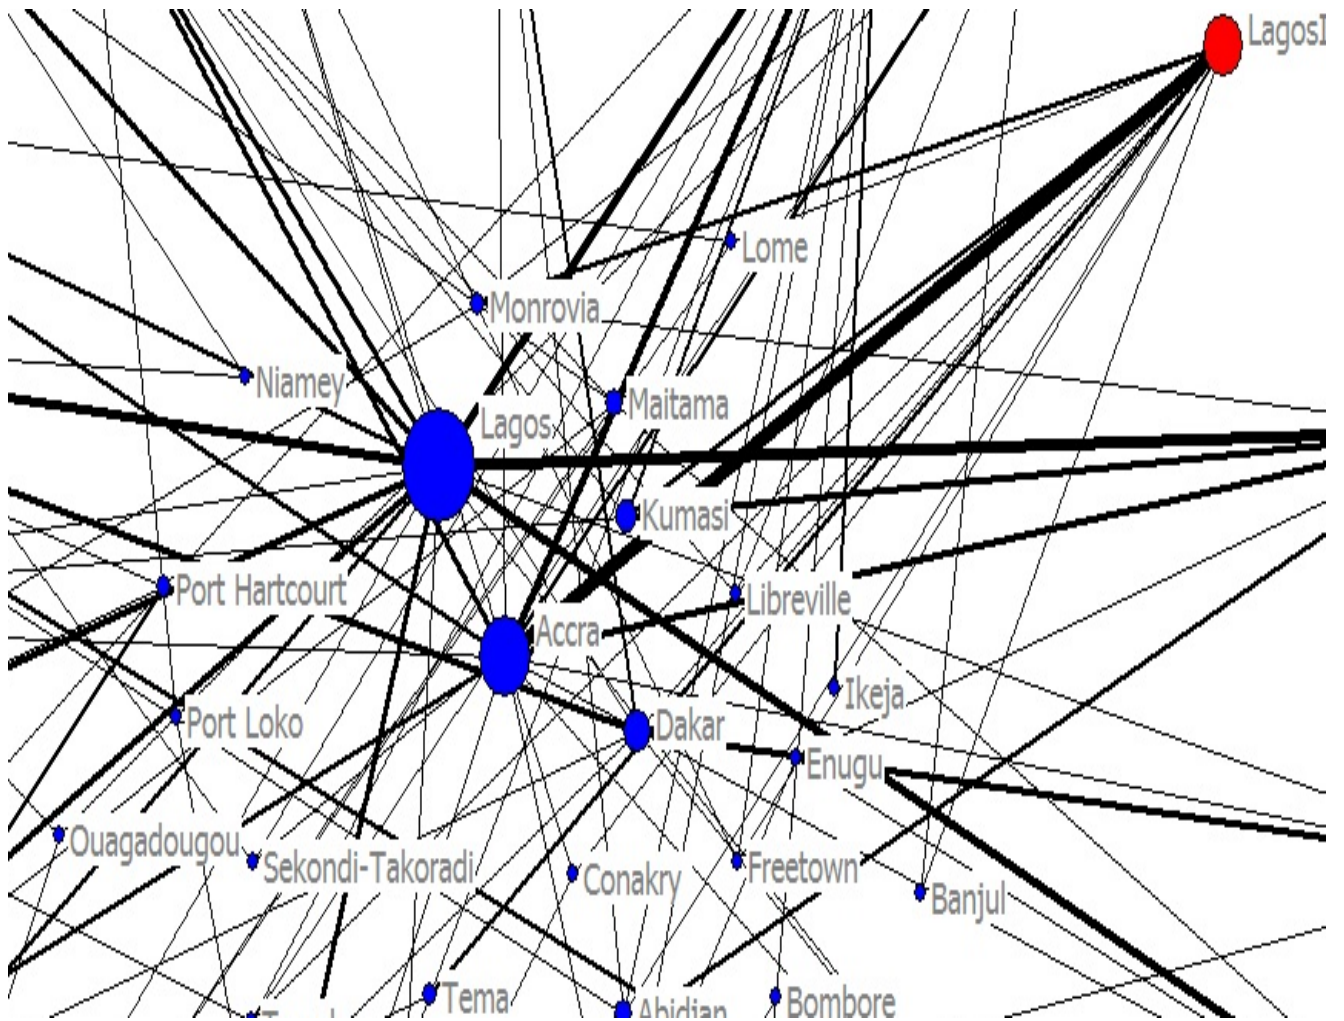 LagosI
Lome
Monrovia
Niamey
Maitama
Lagos
Kumasi
Port Hartcourt
Libreville
Accra
Ikeja
Port Loko
Dakar
Enugu
Ouagadougou
Sekondi-Takoradi
Conakry
Freetown
Banjul
Tema
Abidjan
Bombore